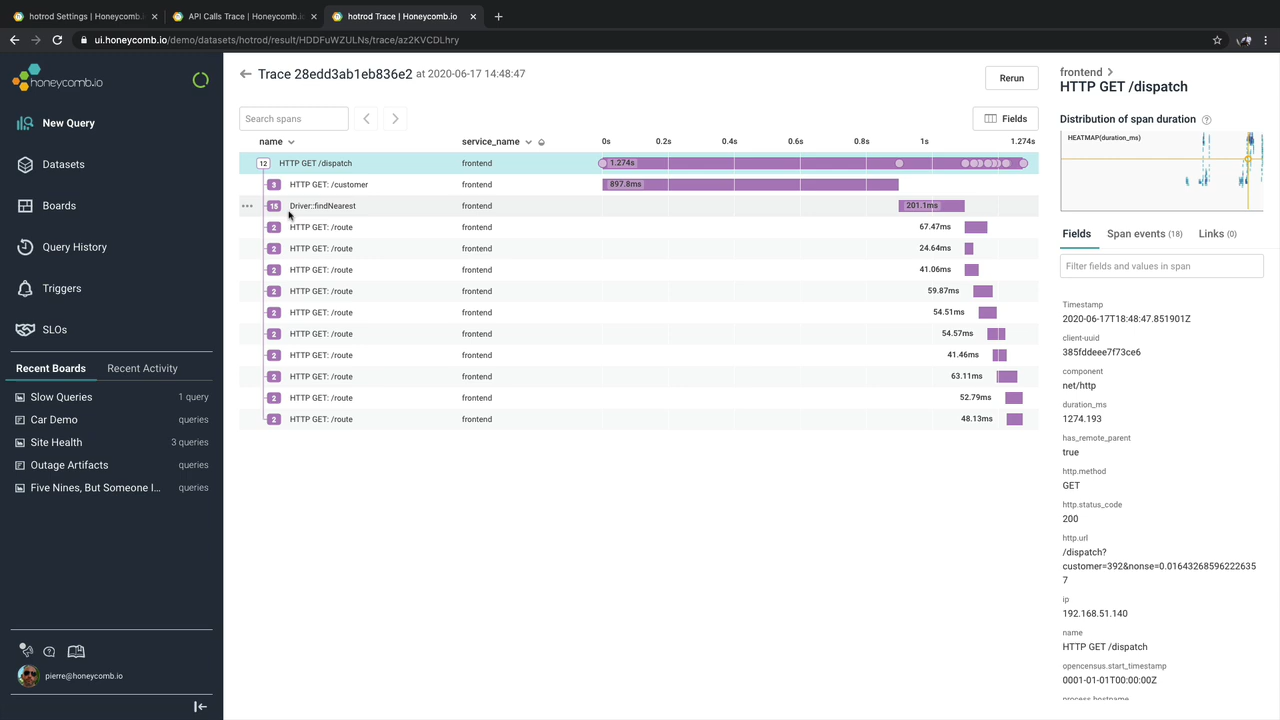 hotrod Settings | Honeycomb.
API Calls Trace | Honeycomb.io
hotrod Trace | Honeycomb.io
ui.honeycomb.io/demo/datasets/hotrod/result/HDDFuWZULNs/trace/az2KVCDLhry
honeycomb.io
New Query
Datasets
Boards
Query History
Triggers
SLOs
Recent Boards
Recent Activity
Slow Queries 1 query
Car Demo queries
Site Health 3 queries
Outage Artifacts queries
Five Nines, But Someone I... queries
pierre@honeycomb.io
Trace 28edd3ab1eb836e2 at 2020-06-17 14:48:47
Rerun
Search spans
Fields
name service_name 0s 0.2s 0.4s 0.6s 0.8s 1s 1.274s
12 HTTP GET /dispatch frontend 1.274s
3 HTTP GET: /customer frontend 897.8ms
15 Driver::findNearest frontend 201.1ms
2 HTTP GET: /route frontend 67.47ms
2 HTTP GET: /route frontend 24.64ms
2 HTTP GET: /route frontend 41.06ms
2 HTTP GET: /route frontend 59.87ms
2 HTTP GET: /route frontend 54.51ms
2 HTTP GET: /route frontend 54.57ms
2 HTTP GET: /route frontend 41.46ms
2 HTTP GET: /route frontend 63.11ms
2 HTTP GET: /route frontend 52.79ms
2 HTTP GET: /route frontend 48.13ms
frontend
HTTP GET /dispatch
Distribution of span duration
HEATMAP(duration_ms)
Fields
Span events (18)
Links (0)
Filter fields and values in span
Timestamp
2020-06-17T18:48:47.851901Z
client-uuid
385fddeee7f73ce6
component
net/http
duration_ms
1274.193
has_remote_parent
true
http.method
GET
http.status_code
200
http.url
/dispatch?
customer=392&nonse=0.01643268596222635
7
ip
192.168.51.140
name
HTTP GET /dispatch
opencensus.start_timestamp
0001-01-01T00:00:00Z
process.hostname